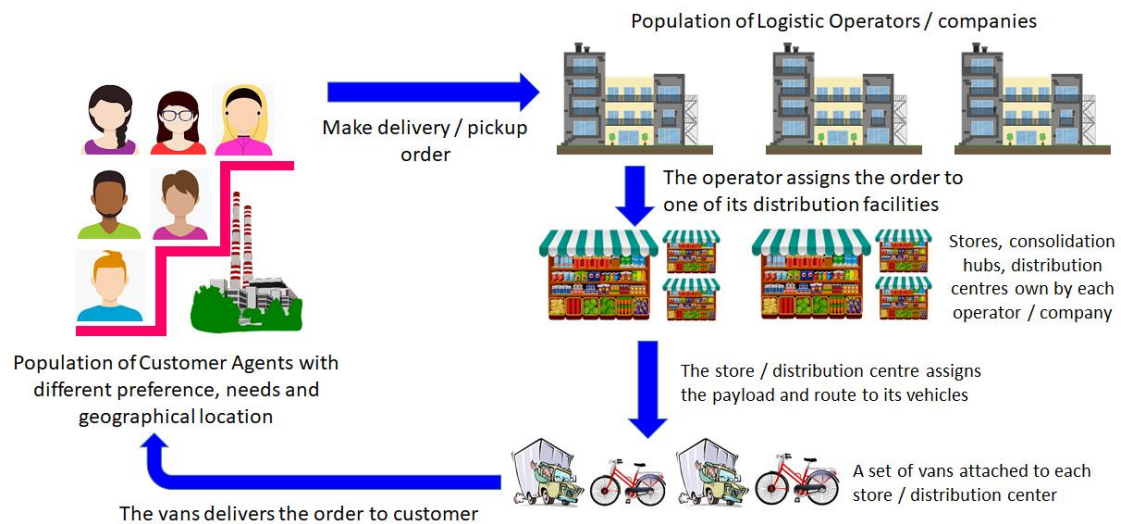 Population of Logistic Operators / companies
Make delivery / pickup
order
The operator assigns the order to
one of its distribution facilities
Stores, consolidation
hubs, distribution
centres own by each
operator / company
Population of Customer Agents with
different preference, needs and
geographical location
The store / distribution centre assigns
the payload and route to its vehicles
A set of vans attached to each
store / distribution center
The vans delivers the order to customer